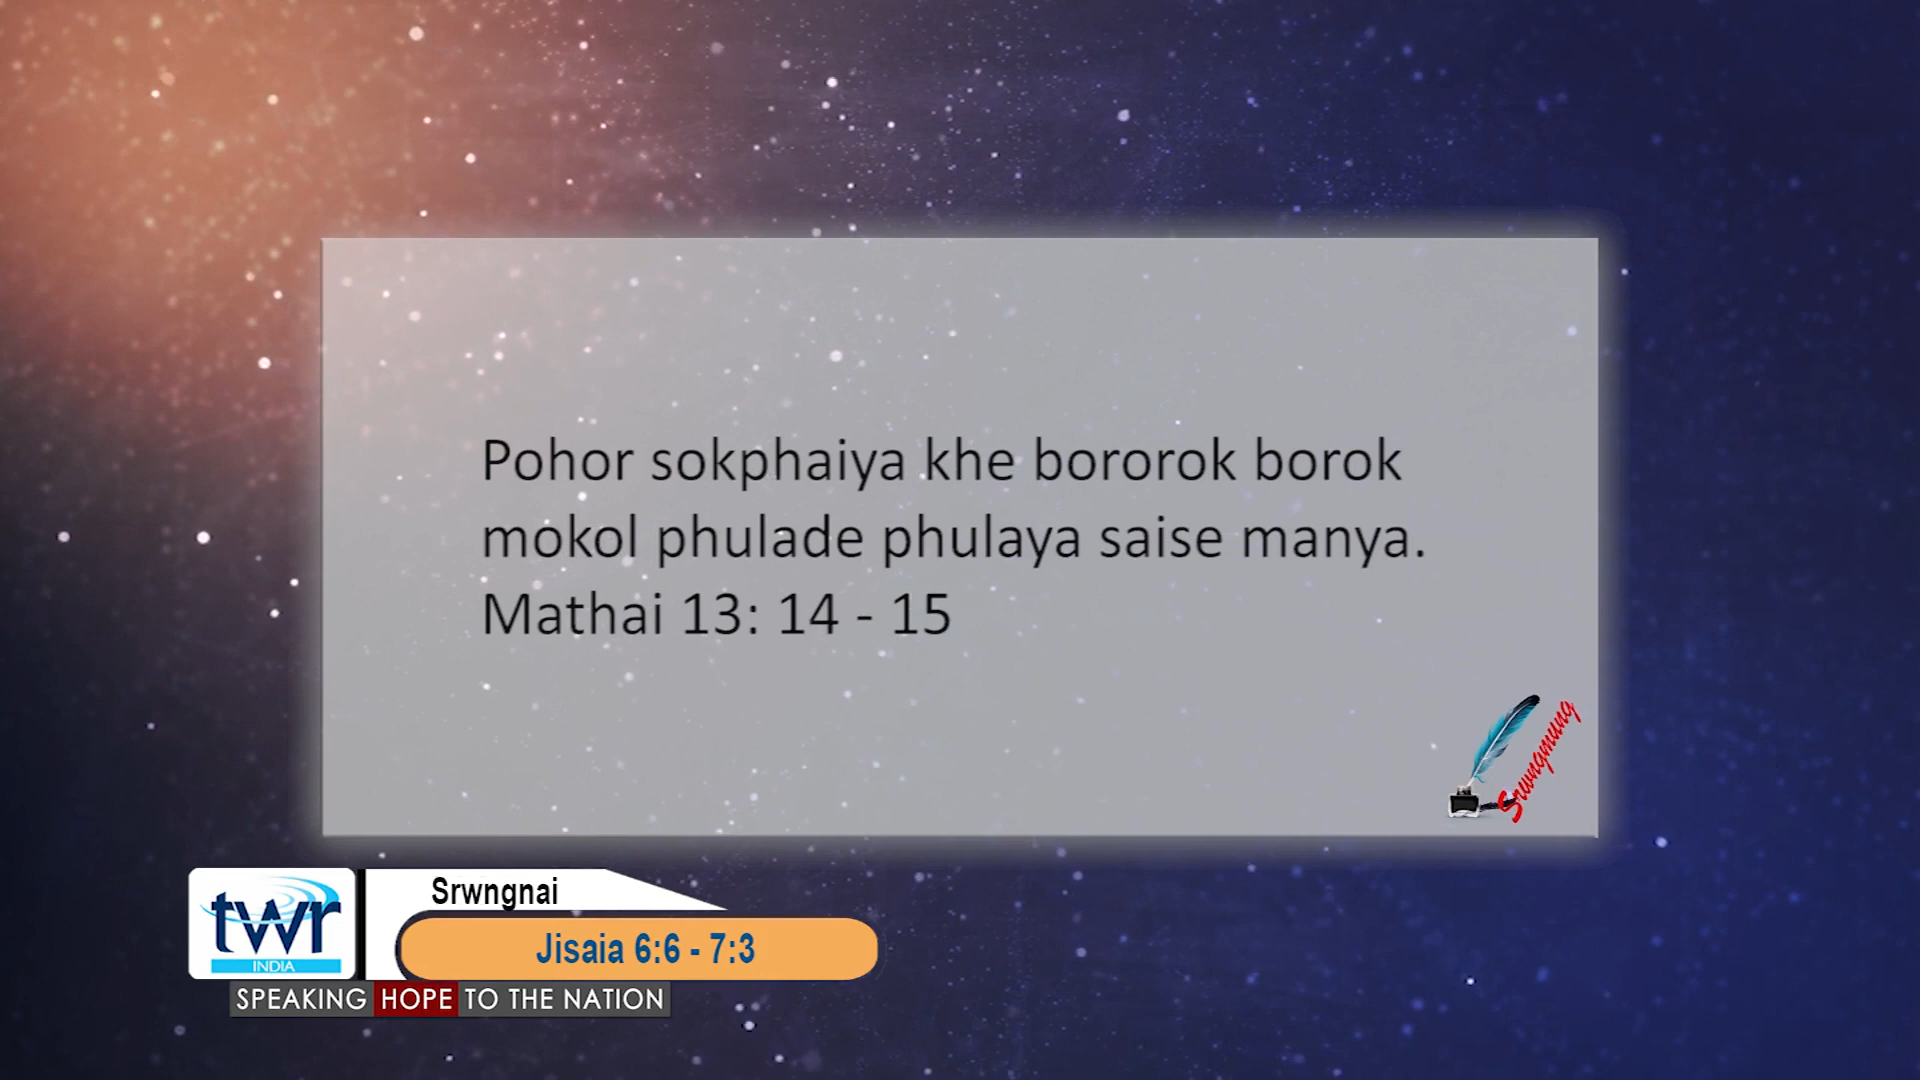 Pohor sokphaiya khe bororok borok
mokol phulade phulaya saise manya.
Mathai 13: 14 - 15
Srwngmung
twr
INDIA
Srwngnai
Jisaia 6:6 - 7:3
SPEAKING HOPE TO THE NATION